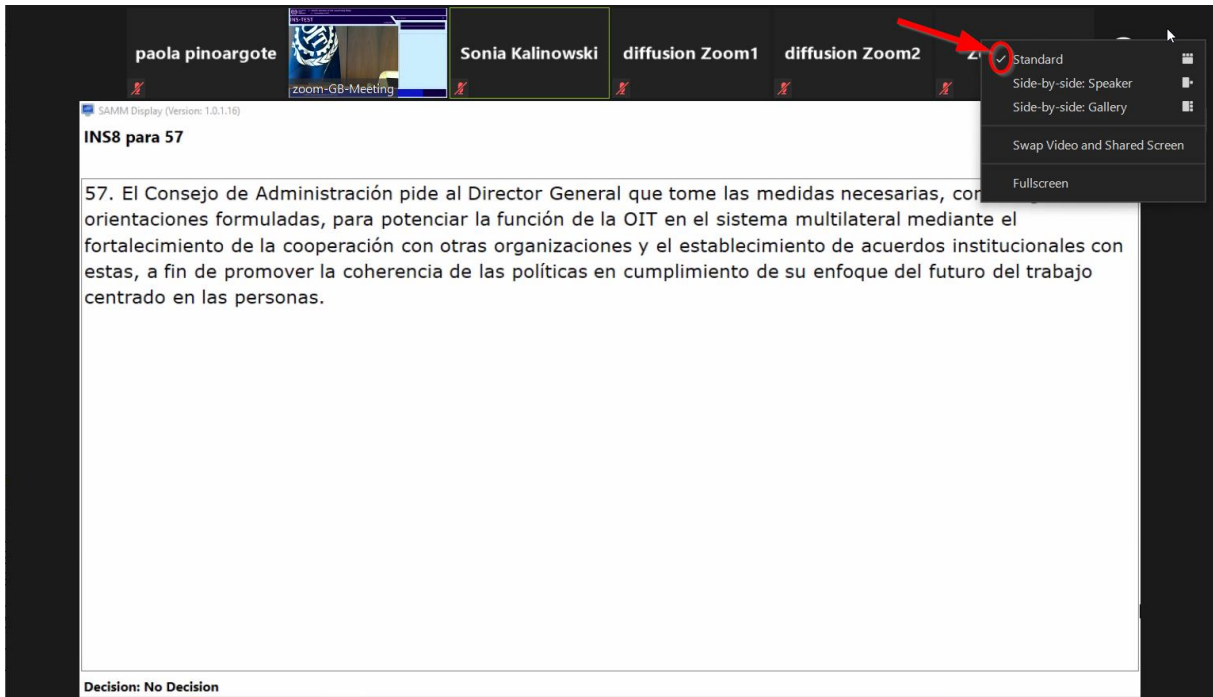 paola pinoargote
INS-TEST
zoom-GB-Meeting
Sonia Kalinowski
diffusion Zoom1
diffusion Zoom2
Standard
Side-by-side: Speaker
Side-by-side: Gallery
Swap Video and Shared Screen
Fullscreen
SAMM Display (Version: 1.0.1.16)
INS8 para 57
57. El Consejo de Administración pide al Director General que tome las medidas necesarias,
orientaciones formuladas, para potenciar la función de la OIT en el sistema multilateral mediante el
fortalecimiento de la cooperación con otras organizaciones y el establecimiento de acuerdos institucionales con
estas, a fin de promover la coherencia de las políticas en cumplimiento de su enfoque del futuro del trabajo
centrado en las personas.
Decision: No Decision